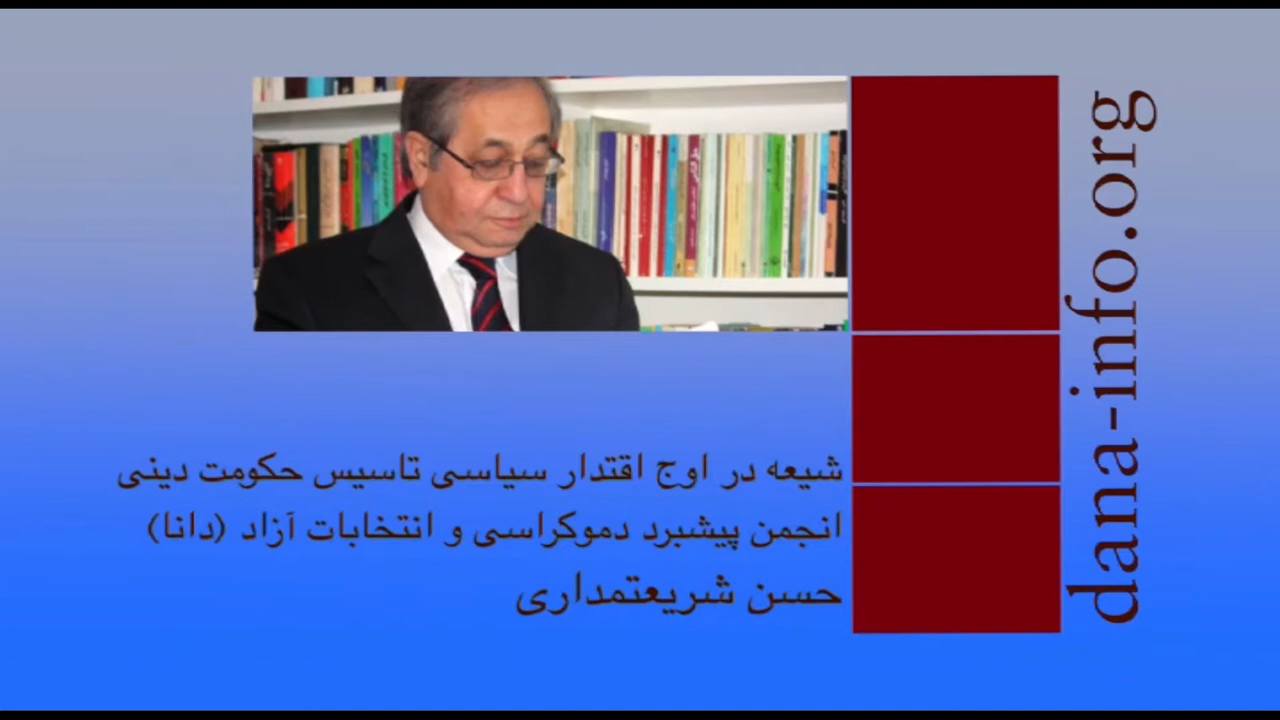 شیعه در اوج اقتدار سیاسی تاسیس حکومت دینی
انجمن پیشبرد دموکراسی و انتخابات آزاد (دانا)
حسن شریعتمداری
dana-info.org